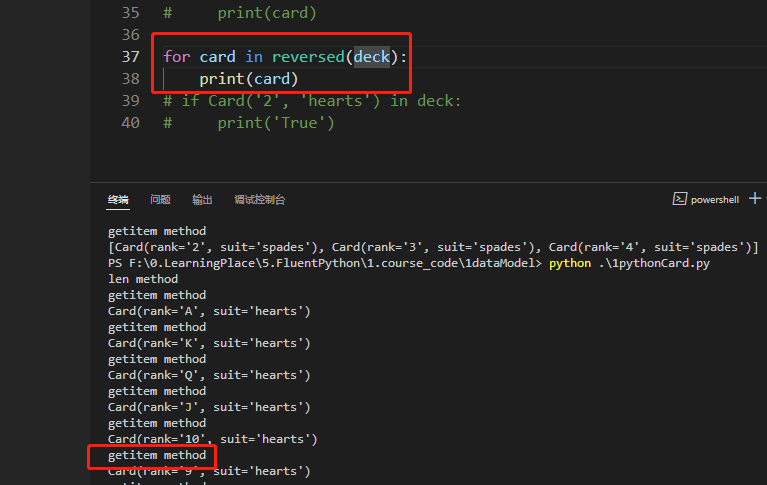 35 #     print(card)
36
37 for card in reversed(deck):
38     print(card)
39 # if Card('2', 'hearts') in deck:
40 #     print('True')
终端 问题 输出 调试控制台 powershell
getitem method
[Card(rank='2', suit='spades'), Card(rank='3', suit='spades'), Card(rank='4', suit='spades')]
PS F:\0.LearningPlace\5.FluentPython\1.course_code\1dataModel> python .\1pythonCard.py
len method
getitem method
Card(rank='A', suit='hearts')
getitem method
Card(rank='K', suit='hearts')
getitem method
Card(rank='Q', suit='hearts')
getitem method
Card(rank='J', suit='hearts')
getitem method
Card(rank='10', suit='hearts')
getitem method
Card(rank='9', suit='hearts')
getitem method